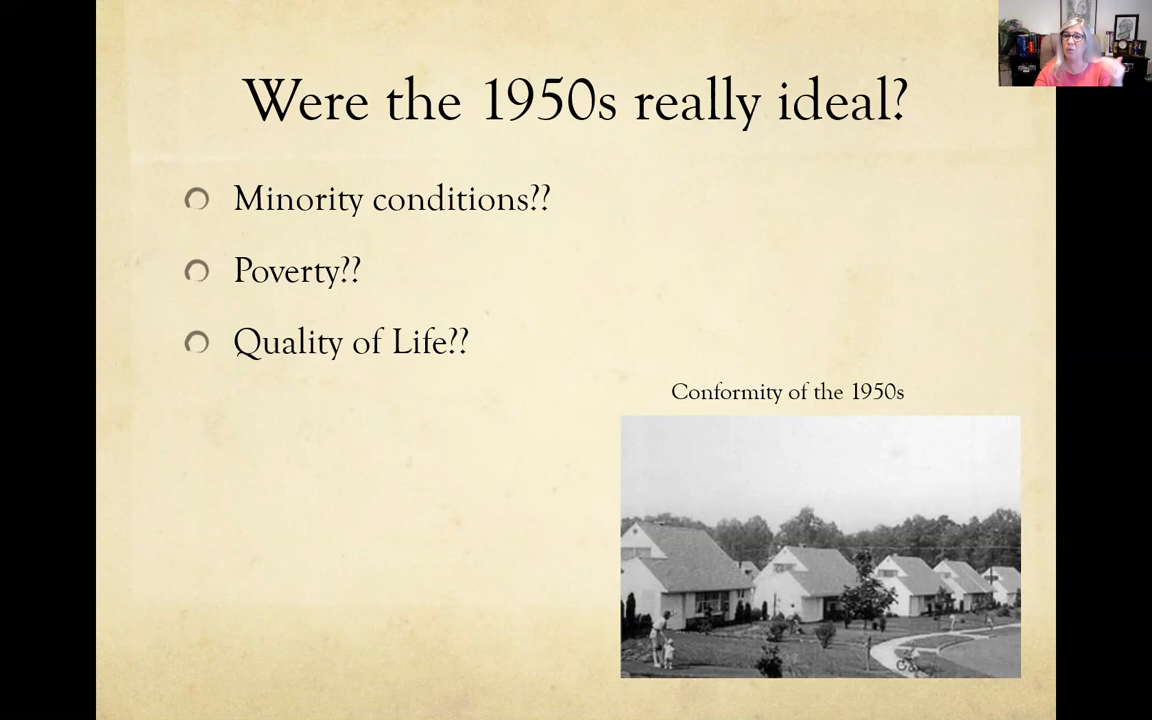 Were the 1950s really ideal?
Minority conditions??
Poverty??
Quality of Life??
Conformity of the 1950s